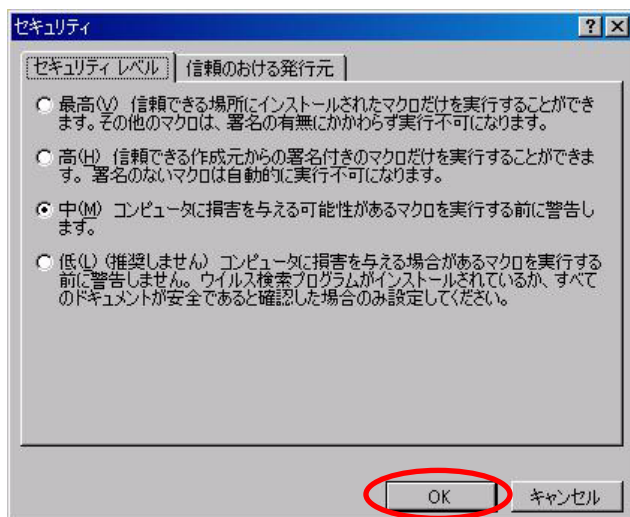 セキュリティ
? ×
セキュリティ レベル 信頼のおける発行元
最高(V) 信頼できる場所にインストールされたマクロだけを実行することができ
ます。その他のマクロは、署名の有無にかかわらず実行不可になります。
高(H) 信頼できる作成元からの署名付きのマクロだけを実行することができま
す。署名のないマクロは自動的に実行不可になります。
中(M) コンピュータに損害を与える可能性があるマクロを実行する前に警告し
ます。
低(L) (推奨しません) コンピュータに損害を与える場合があるマクロを実行する
前に警告しません。ウイルス検索プログラムがインストールされているか、すべて
のドキュメントが安全であると確認した場合のみ設定してください。
OK キャンセル